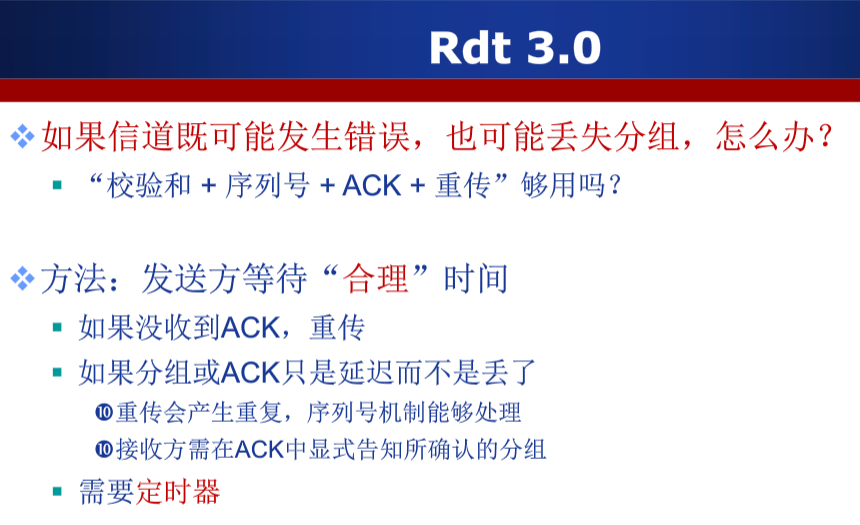 Rdt 3.0
如果信道既可能发生错误，也可能丢失分组，怎么办？
“校验和 + 序列号 + ACK + 重传”够用吗？
方法：发送方等待“合理”时间
如果没收到ACK，重传
如果分组或ACK只是延迟而不是丢了
❿重传会产生重复，序列号机制能够处理
❿接收方需在ACK中显式告知所确认的分组
需要定时器